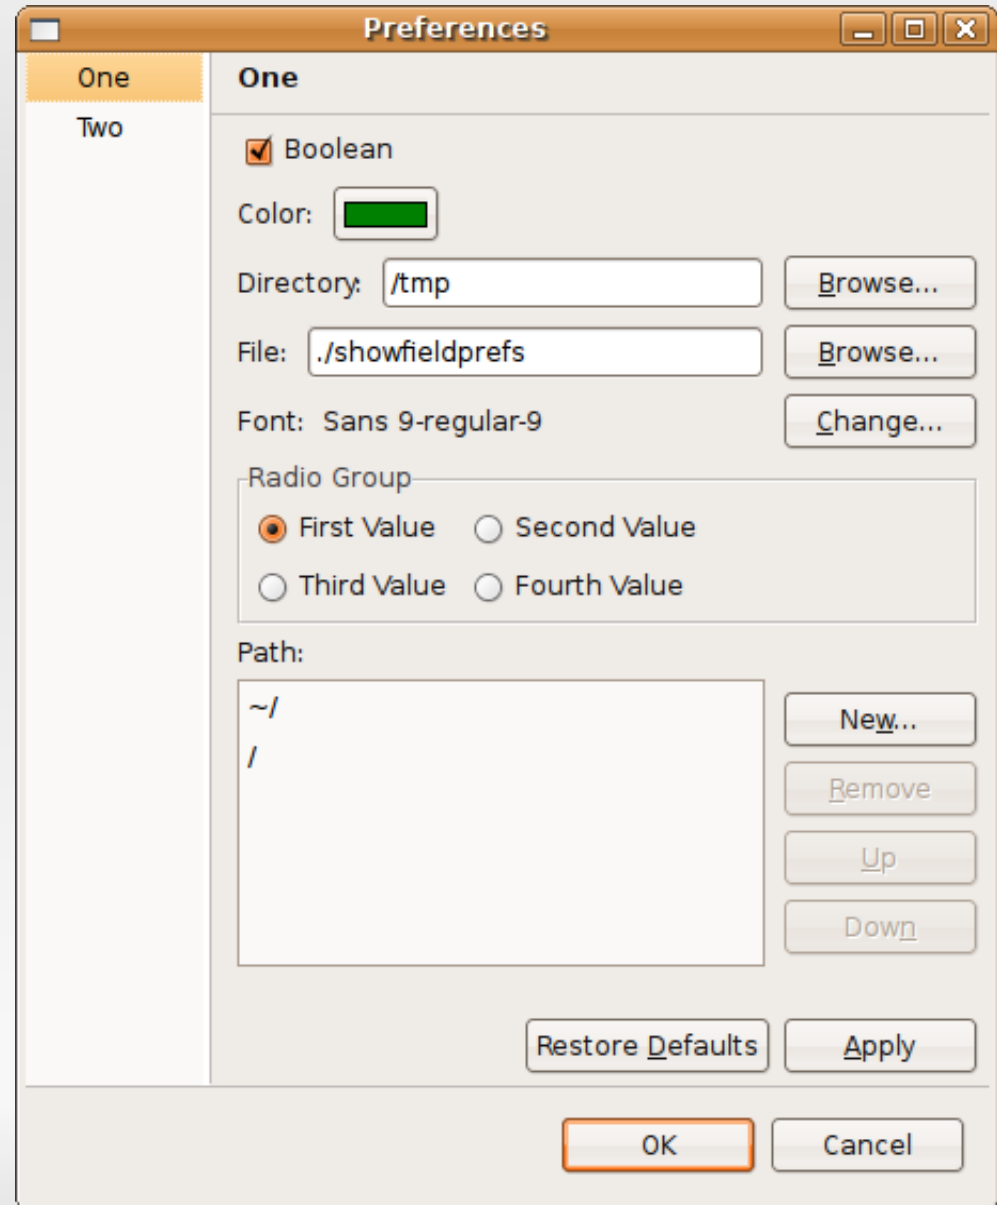 Preferences
One
Two
One
Boolean
Color:
Directory: /tmp Browse...
File: ./showfieldprefs Browse...
Font: Sans 9-regular-9 Change...
Radio Group
First Value Second Value
Third Value Fourth Value
Path:
~/
/
New...
Remove
Up
Down
Restore Defaults Apply
OK Cancel